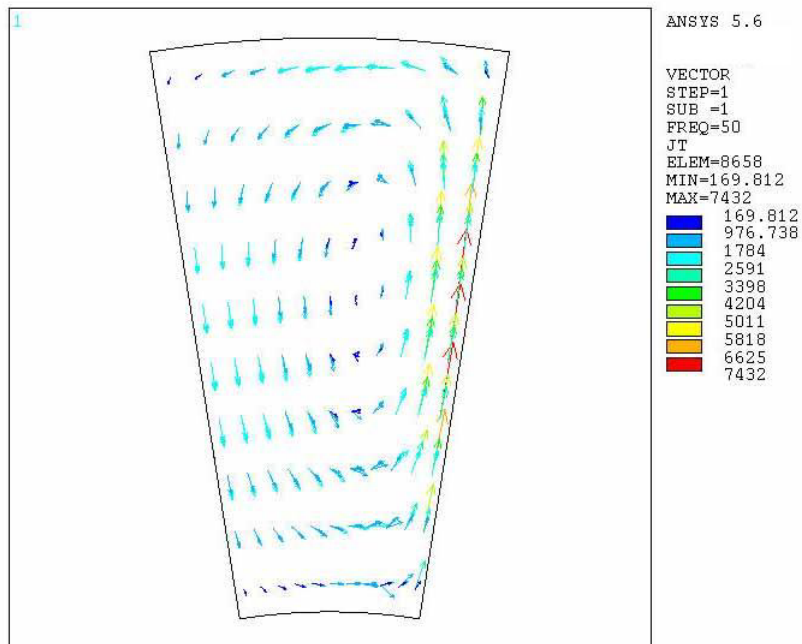 1
ANSYS 5.6
VECTOR
STEP=1
SUB =1
FREQ=50
JT
ELEM=8658
MIN=169.812
MAX=7432
169.812
976.738
1784
2591
3398
4204
5011
5818
6625
7432